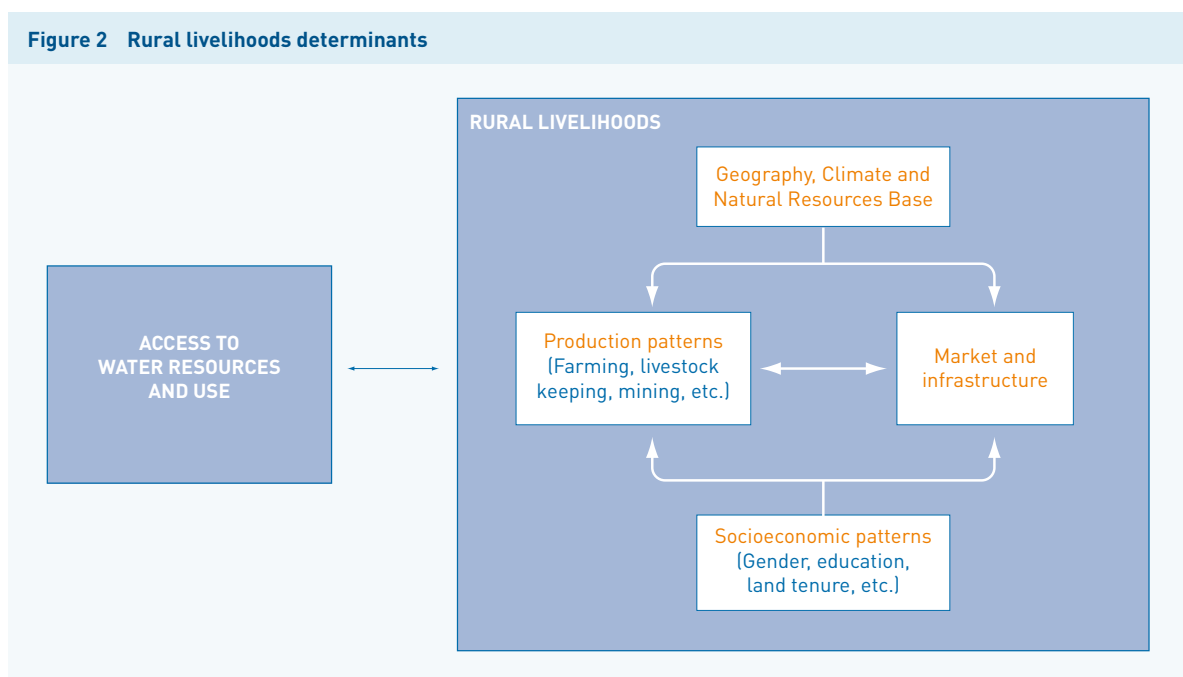 Figure 2 Rural livelihoods determinants
RURAL LIVELIHOODS
Geography, Climate and
Natural Resources Base
ACCESS TO
WATER RESOURCES
AND USE
Production patterns
(Farming, livestock
keeping, mining, etc.)
Market and
infrastructure
Socioeconomic patterns
(Gender, education,
land tenure, etc.)